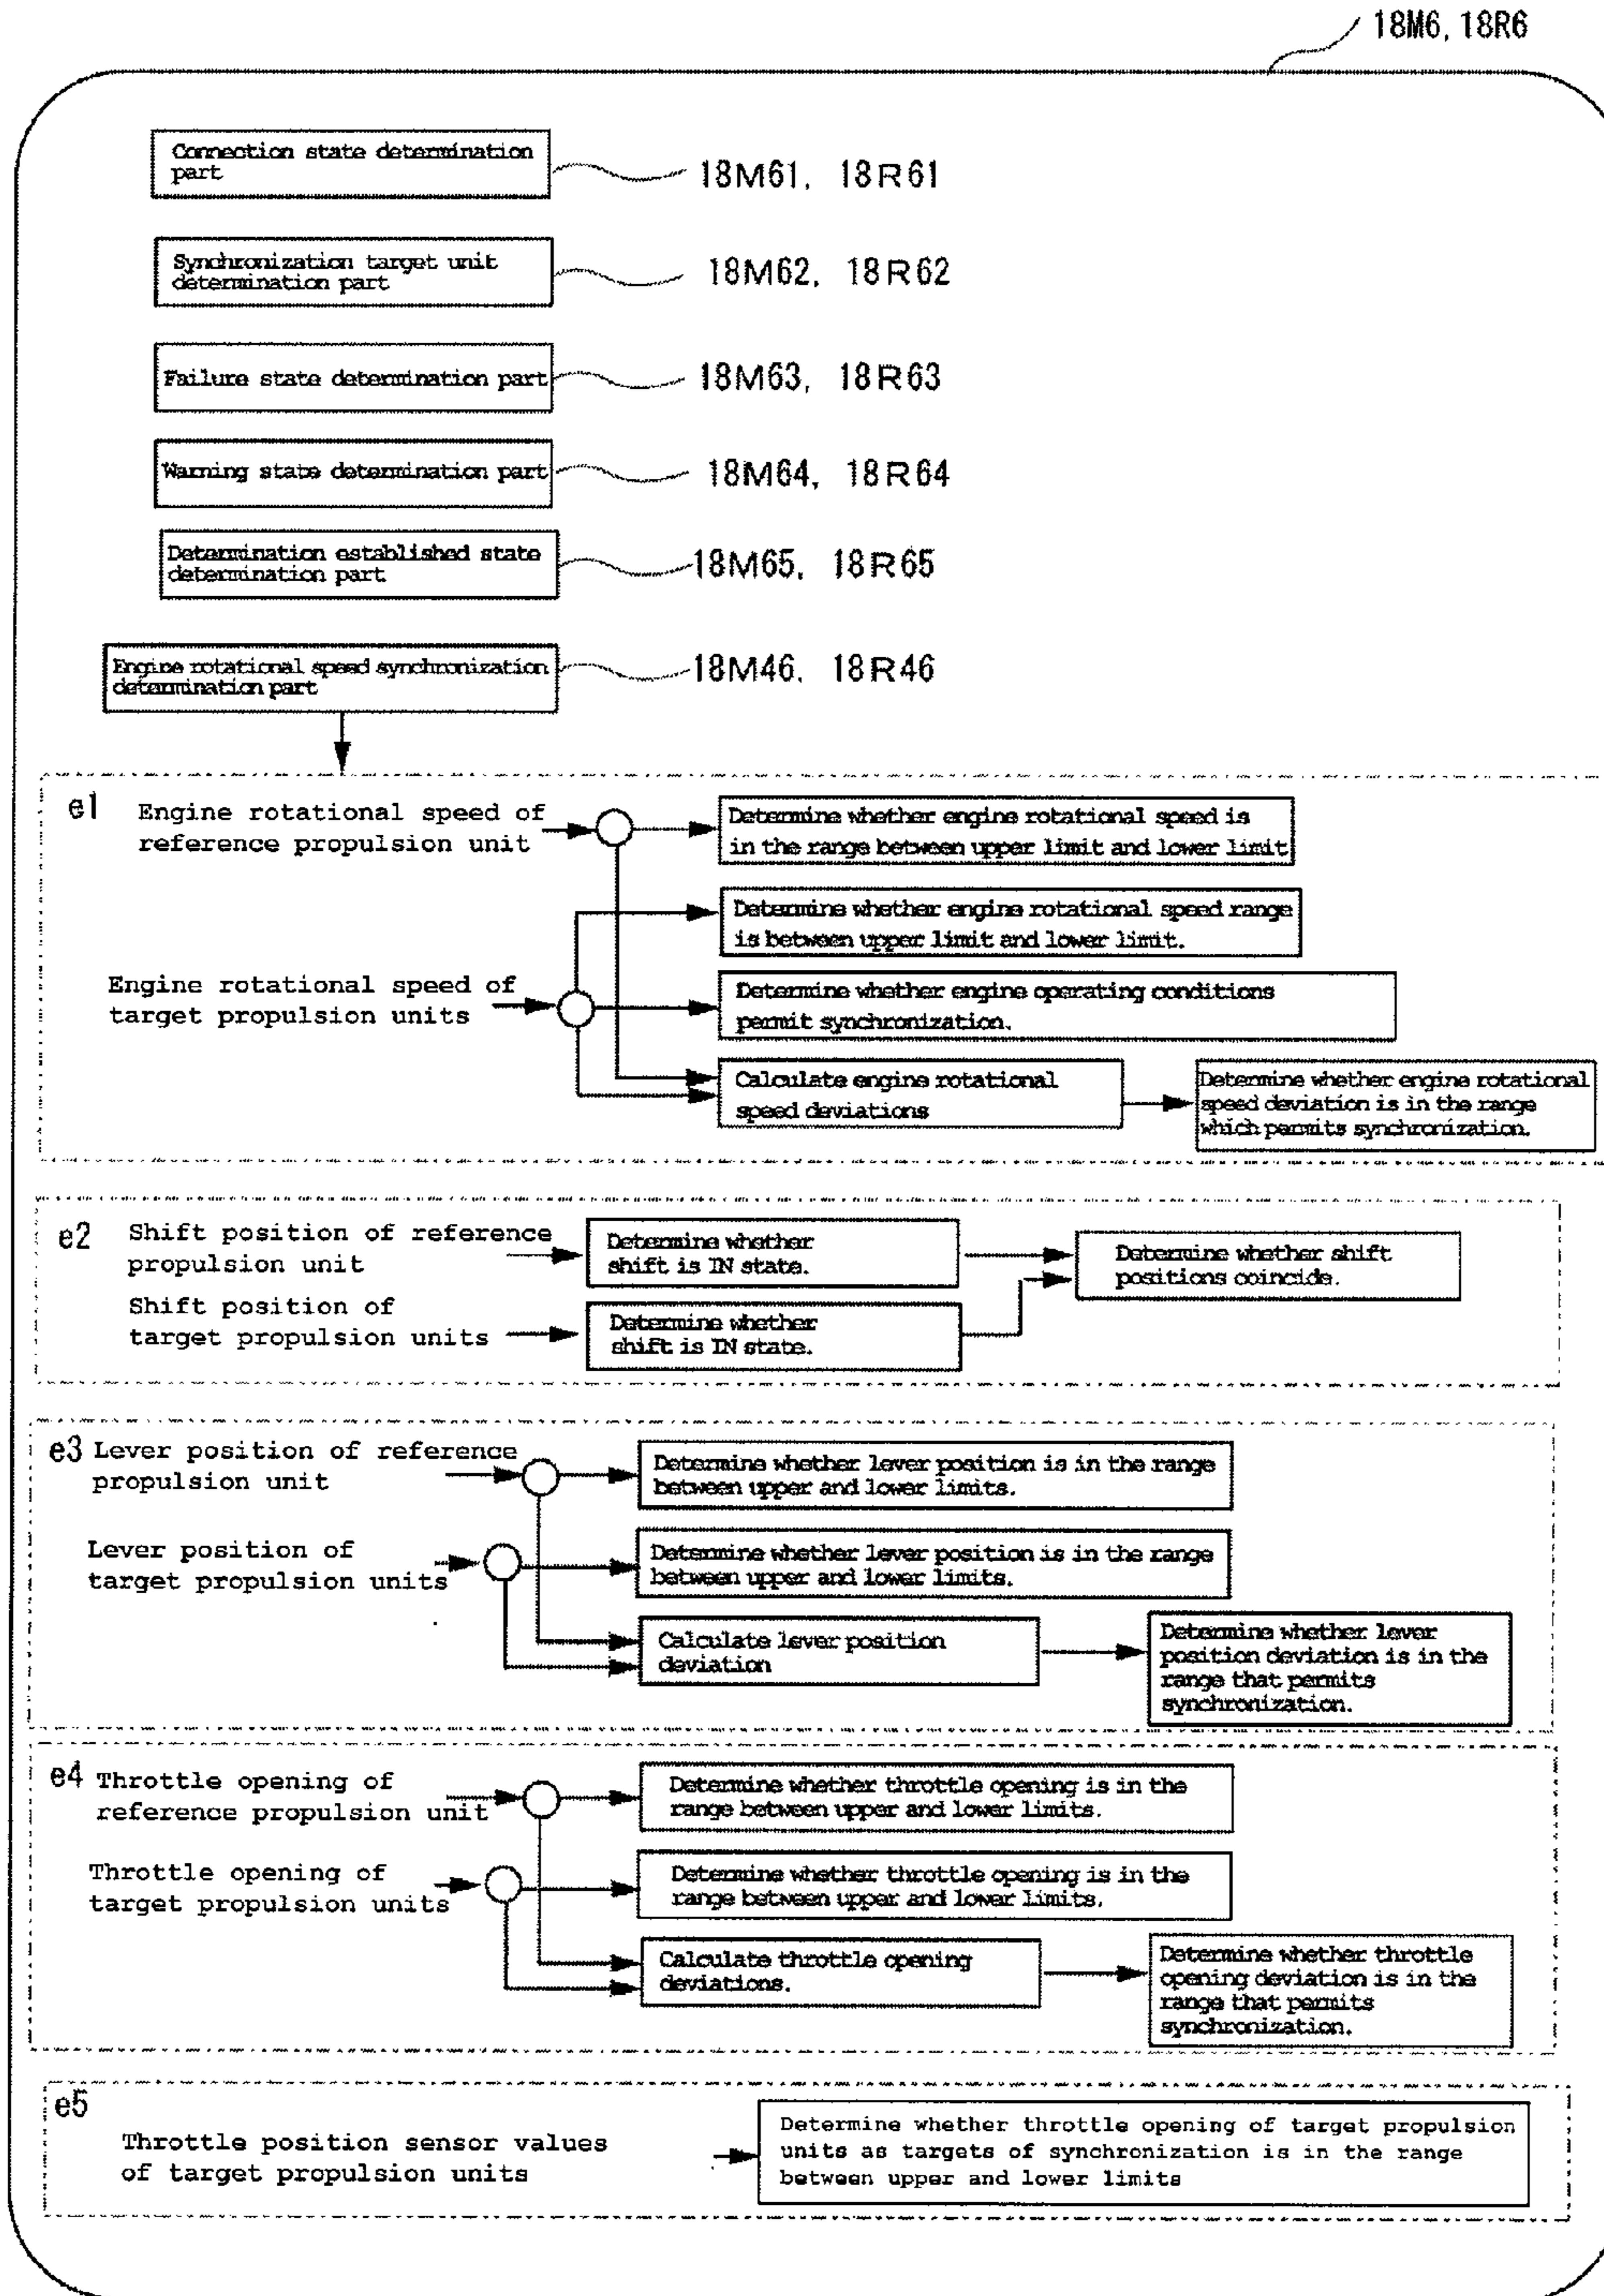 18M6, 18R6
Connection state determination
part
18M61, 18R61
Synchronization target unit
determination part
18M62, 18R62
Failure state determination part
18M63, 18R63
Warning state determination part
18M64, 18R64
Determination established state
determination part
18M65, 18R65
Engine rotational speed synchronization
determination part
18M46, 18R46
e1
Engine rotational speed of
reference propulsion unit
Determine whether engine rotational speed is
in the range between upper limit and lower limit
Determine whether engine rotational speed range
is between upper limit and lower limit.
Engine rotational speed of
target propulsion units
Determine whether engine operating conditions
permit synchronization.
Calculate engine rotational
speed deviations
Determine whether engine rotational
speed deviation is in the range
which permits synchronization.
e2
Shift position of reference
propulsion unit
Determine whether
shift is IN state.
Determine whether shift
positions coincide.
Shift position of
target propulsion units
Determine whether
shift is IN state.
e3 Lever position of reference
propulsion unit
Determine whether lever position is in the range
between upper and lower limits.
Lever position of
target propulsion units
Determine whether lever position is in the range
between upper and lower limits.
Calculate lever position
deviation
Determine whether lever
position deviation is in the
range that permits
synchronization.
e4 Throttle opening of
reference propulsion unit
Determine whether throttle opening is in the
range between upper and lower limits.
Throttle opening of
target propulsion units
Determine whether throttle opening is in the
range between upper and lower limits.
Calculate throttle opening
deviations.
Determine whether throttle
opening deviation is in the
range that permits
synchronization.
e5
Throttle position sensor values
of target propulsion units
Determine whether throttle opening of target propulsion
units as targets of synchronization is in the range
between upper and lower limits